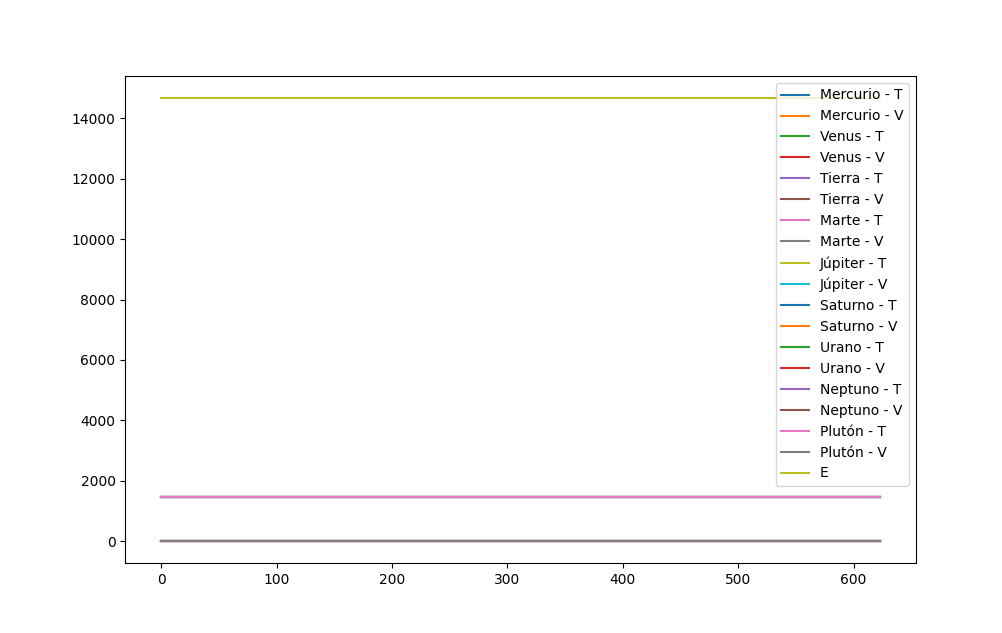 14000
12000
10000
8000
6000
4000
2000
0
0 100 200 300 400 500 600
Mercurio - T
Mercurio - V
Venus - T
Venus - V
Tierra - T
Tierra - V
Marte - T
Marte - V
Júpiter - T
Júpiter - V
Saturno - T
Saturno - V
Urano - T
Urano - V
Neptuno - T
Neptuno - V
Plutón - T
Plutón - V
E